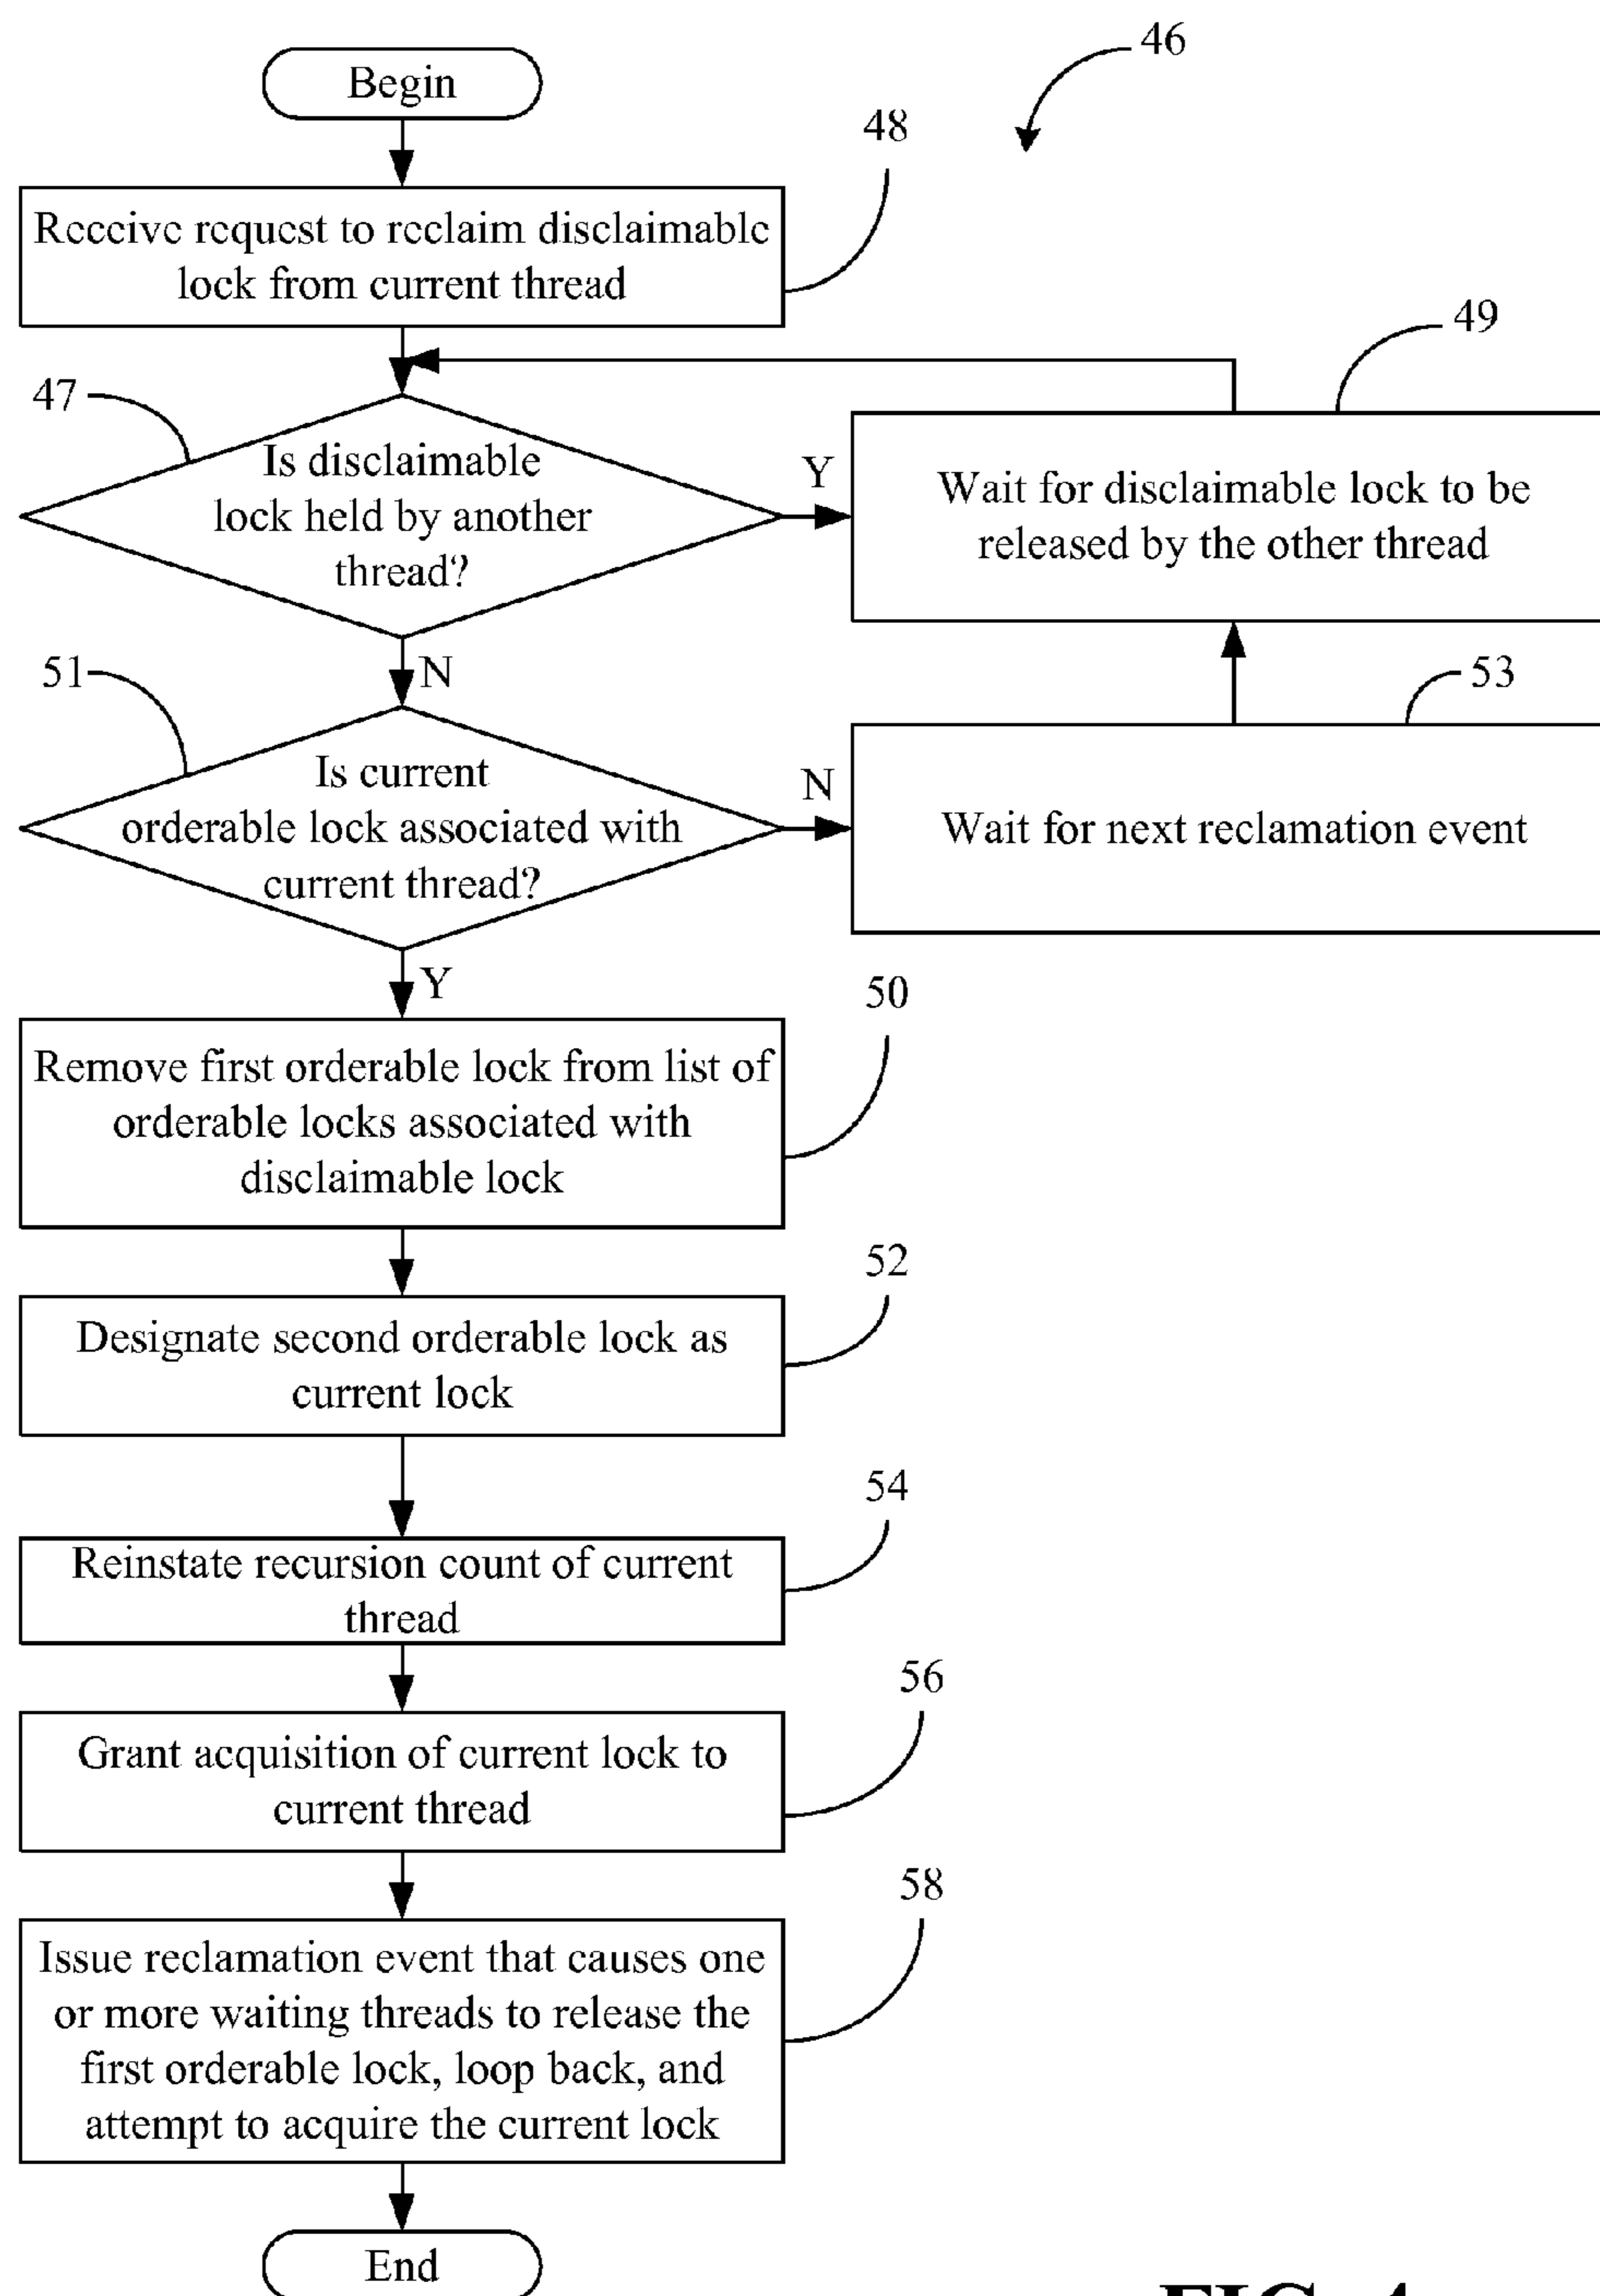 46
Begin
48
Receive request to reclaim disclaimable
lock from current thread
49
47
Is disclaimable
lock held by another
thread?
Y
Wait for disclaimable lock to be
released by the other thread
N
51
53
Is current
orderable lock associated with
current thread?
N
Wait for next reclamation event
Y
50
Remove first orderable lock from list of
orderable locks associated with
disclaimable lock
52
Designate second orderable lock as
current lock
54
Reinstate recursion count of current
thread
56
Grant acquisition of current lock to
current thread
58
Issue reclamation event that causes one
or more waiting threads to release the
first orderable lock, loop back, and
attempt to acquire the current lock
End